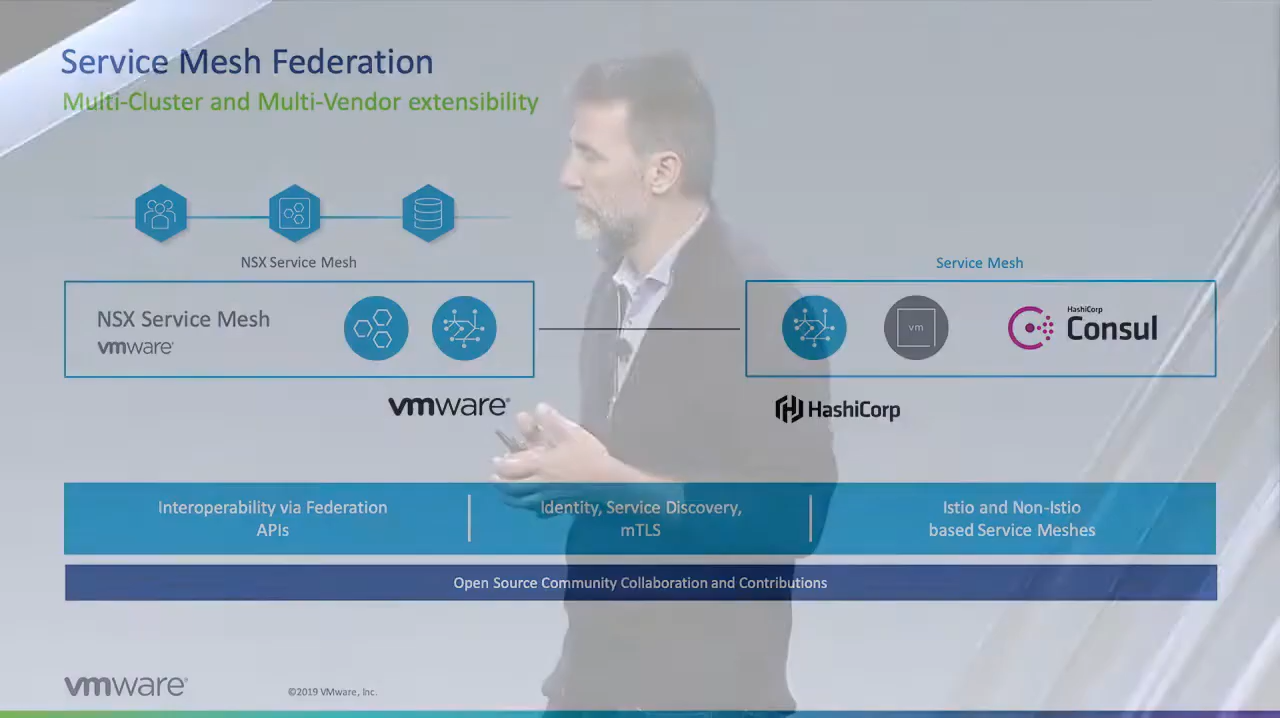 Service Mesh Federation
Multi-Cluster and Multi-Vendor extensibility
NSX Service Mesh
Service Mesh
NSX Service Mesh
vmware
vm
HashiCorp
Consul
vmware
HashiCorp
Interoperability via Federation
APIs
Identity, Service Discovery,
mTLS
Istio and Non-Istio
based Service Meshes
Open Source Community Collaboration and Contributions
vmware
©2019 VMware, Inc.